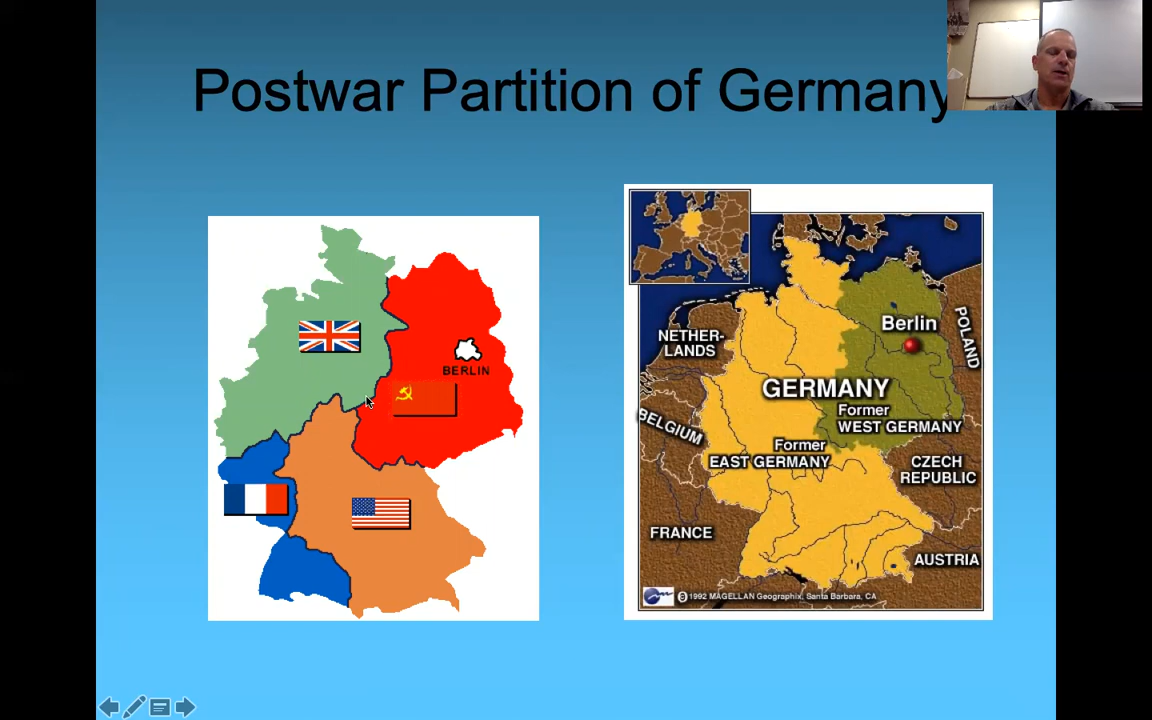 Postwar Partition of Germany
BERLIN
NETHER-
LANDS
POLAND
Berlin
GERMANY
Former
WEST GERMANY
BELGIUM
Former
EAST GERMANY
CZECH
REPUBLIC
FRANCE
AUSTRIA
© 1992 MAGELLAN Geographix, Santa Barbara, CA